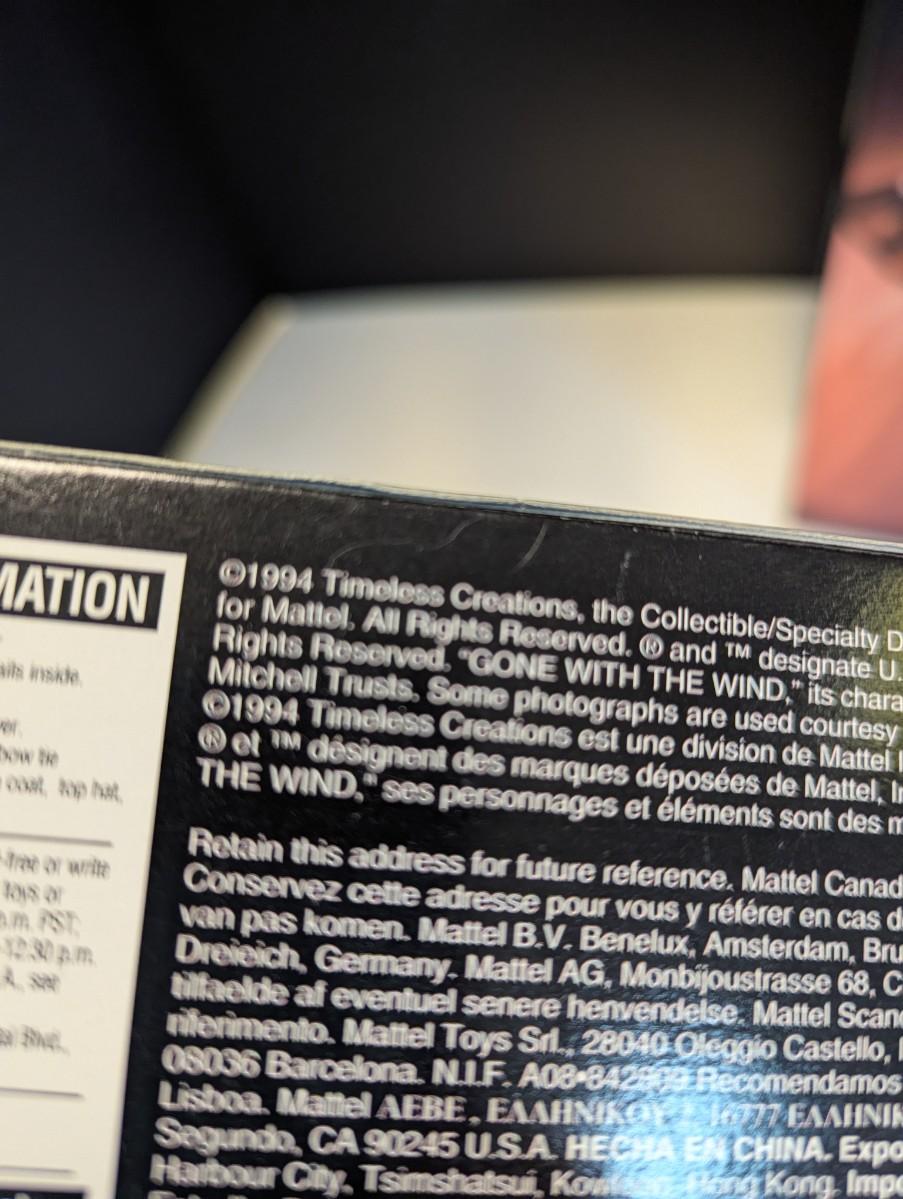 MATION
ails inside.
ver.
bow tie
coat, top hat,
-free or write
toys or
p.m. PST;
-12:30 p.m.
A., see
Blvd.,
©1994 Timeless Creations, the Collectible/Specialty D
for Mattel. All Rights Reserved. ® and ™ designate U.
Rights Reserved. "GONE WITH THE WIND," its chara
Mitchell Trusts. Some photographs are used courtesy
©1994 Timeless Creations est une division de Mattel I
® et ™ désignent des marques déposées de Mattel, In
THE WIND," ses personnages et éléments sont des m
Retain this address for future reference. Mattel Canad
Conservez cette adresse pour vous y référer en cas d
van pas komen. Mattel B.V. Benelux, Amsterdam, Bru
Dreieich, Germany. Mattel AG, Monbijoustrasse 68, C
tilfaelde af eventuel senere henvendelse. Mattel Scand
riferimento. Mattel Toys Srl., 28040 Oleggio Castello,
08036 Barcelona. N.I.F. A08-842809 Recomendamos
Lisboa. Mattel AEBE, ΕΛΛΗΝΙΚΟΥ 16777 ΕΛΛΗΝΙΚ
Segundo, CA 90245 U.S.A. HECHA EN CHINA. Expo
Harbour City, Tsimshatsui, Kowloon, Hong Kong. Impo